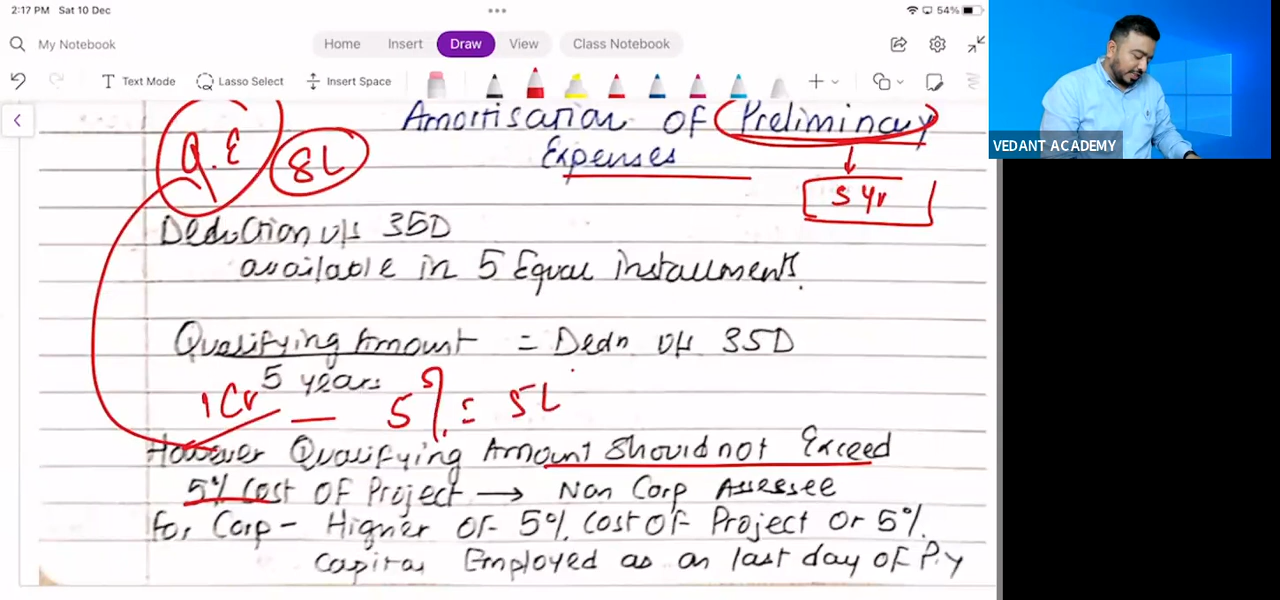 2:17 PM Sat 10 Dec
54%
My Notebook
Home Insert Draw View Class Notebook
Text Mode Lasso Select Insert Space
VEDANT ACADEMY
Amortisation of Preliminary
Expenses
Q.E 8L
5 Yr
Deduction u/s 35D
available in 5 Equal installments.
Qualifying Amount = Dedn u/s 35D
5 years
1 Cr — 5% = 5L
However Qualifying Amount Should not Exceed
5% Cost of Project → Non Corp Assessee
For Corp - Higher of 5% Cost of Project or 5%
Capital Employed as on last day of P.y